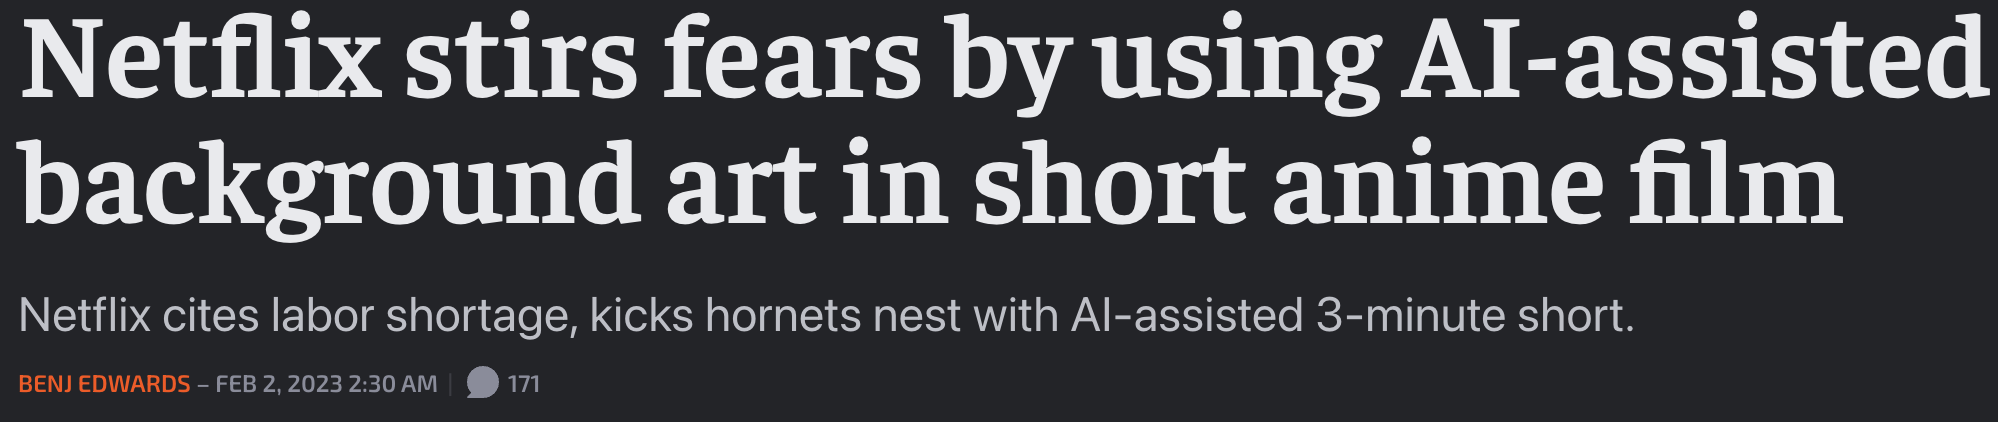 Netflix stirs fears by using AI-assisted
background art in short anime film
Netflix cites labor shortage, kicks hornets nest with AI-assisted 3-minute short.
BENJ EDWARDS – FEB 2, 2023 2:30 AM | 171